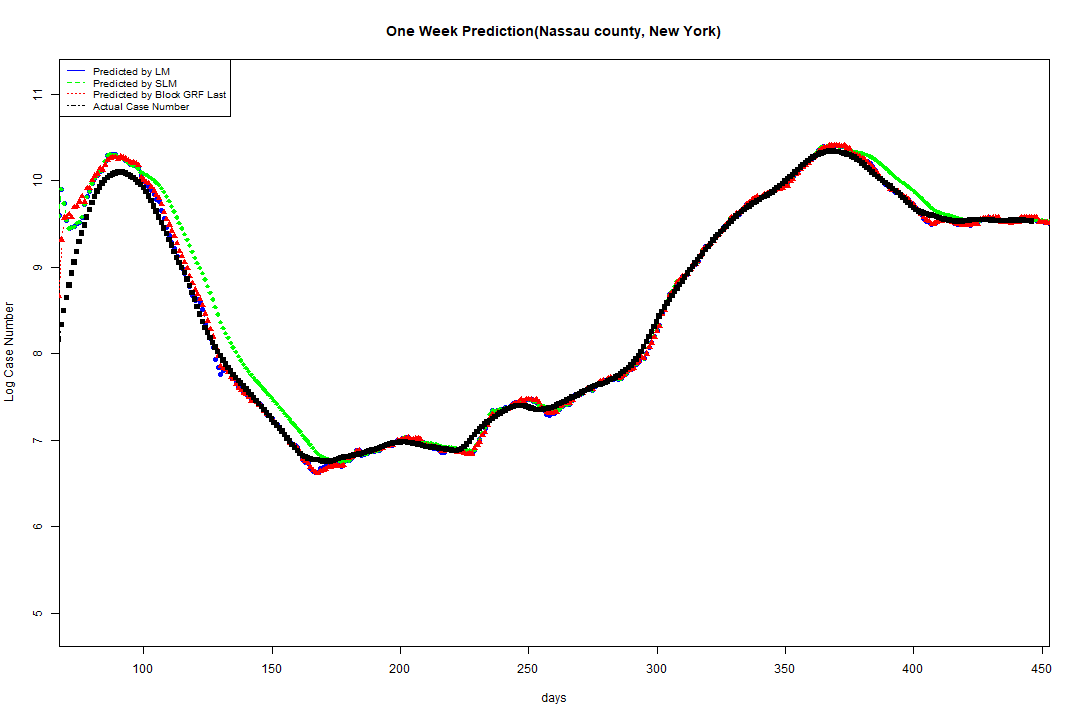 One Week Prediction(Nassau county, New York)
Predicted by LM
Predicted by SLM
Predicted by Block GRF Last
Actual Case Number
11
10
9
8
7
6
5
Log Case Number
100 150 200 250 300 350 400 450
days